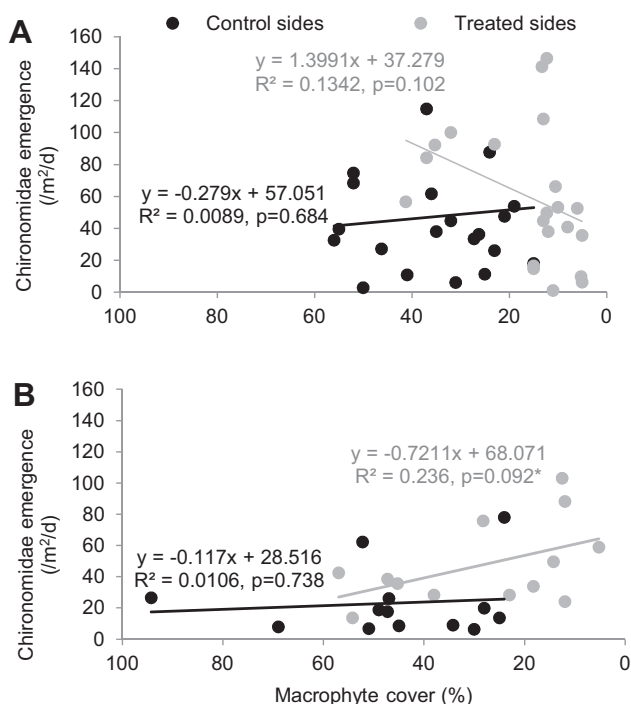 A
Control sides
Treated sides
Chironomidae emergence
(/m²/d)
160
140
120
100
80
60
40
20
0
y = 1.3991x + 37.279
R² = 0.1342, p=0.102
y = -0.279x + 57.051
R² = 0.0089, p=0.684
100
80
60
40
20
0
B
Chironomidae emergence
(/m²/d)
160
140
120
100
80
60
40
20
0
y = -0.7211x + 68.071
R² = 0.236, p=0.092*
y = -0.117x + 28.516
R² = 0.0106, p=0.738
100
80
60
40
20
0
Macrophyte cover (%)